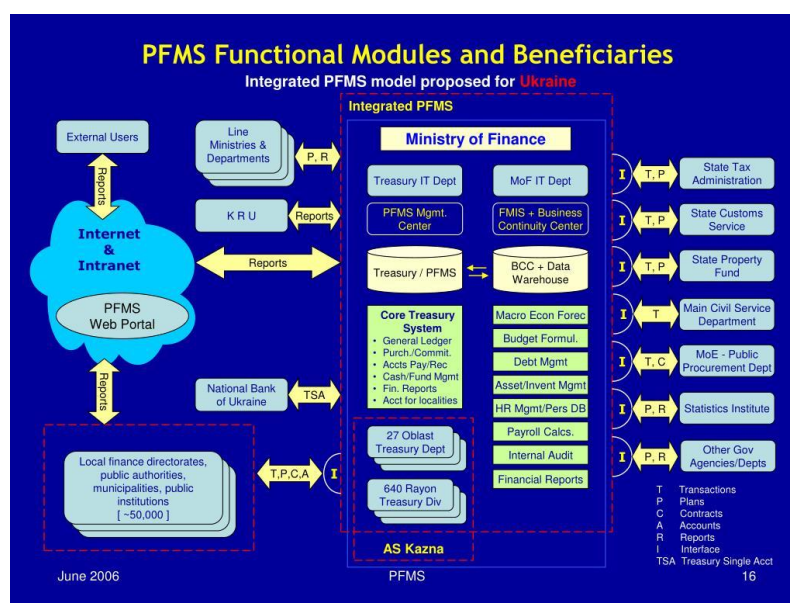 PFMS Functional Modules and Beneficiaries
Integrated PFMS model proposed for Ukraine
Integrated PFMS
External Users
Reports
Internet
&
Intranet
PFMS
Web Portal
Reports
Line
Ministries &
Departments
P, R
K R U
Reports
Reports
National Bank
of Ukraine
TSA
Local finance directorates,
public authorities,
municipalities, public
institutions
[ ~50,000 ]
T,P,C,A
I
Ministry of Finance
Treasury IT Dept
MoF IT Dept
PFMS Mgmt.
Center
FMIS + Business
Continuity Center
Treasury / PFMS
BCC + Data
Warehouse
Core Treasury
System
• General Ledger
• Purch./Commit.
• Accts Pay/Rec
• Cash/Fund Mgmt
• Fin. Reports
• Acct for localities
Macro Econ Forec
Budget Formul.
Debt Mgmt
Asset/Invent Mgmt
HR Mgmt/Pers DB
Payroll Calcs.
Internal Audit
Financial Reports
27 Oblast
Treasury Dept
640 Rayon
Treasury Div
AS Kazna
I
T, P
State Tax
Administration
I
T, P
State Customs
Service
I
T, P
State Property
Fund
I
T
Main Civil Service
Department
I
T, C
MoE - Public
Procurement Dept
I
P, R
Statistics Institute
I
P, R
Other Gov
Agencies/Depts
T Transactions
P Plans
C Contracts
A Accounts
R Reports
I Interface
TSA Treasury Single Acct
June 2006
PFMS
16